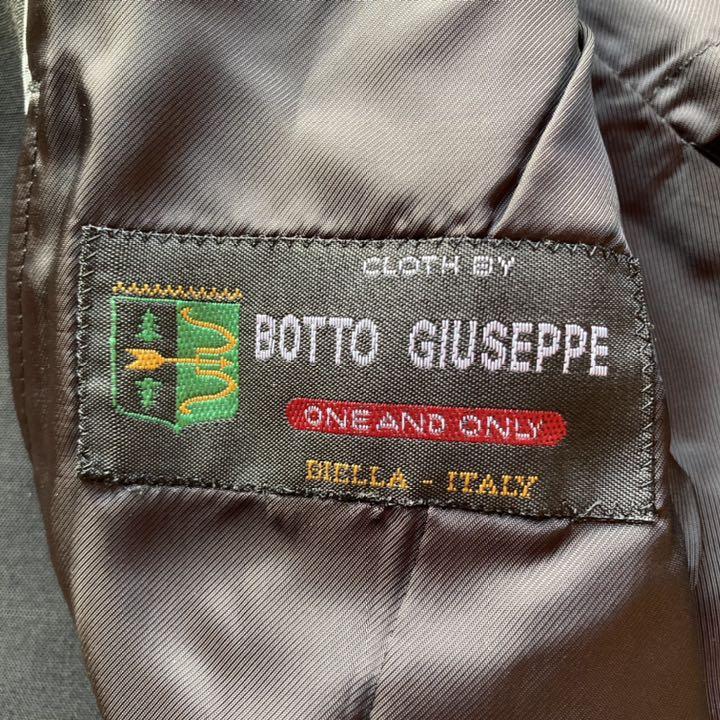 CLOTH BY
BOTTO GIUSEPPE
ONE AND ONLY
BIELLA - ITALY